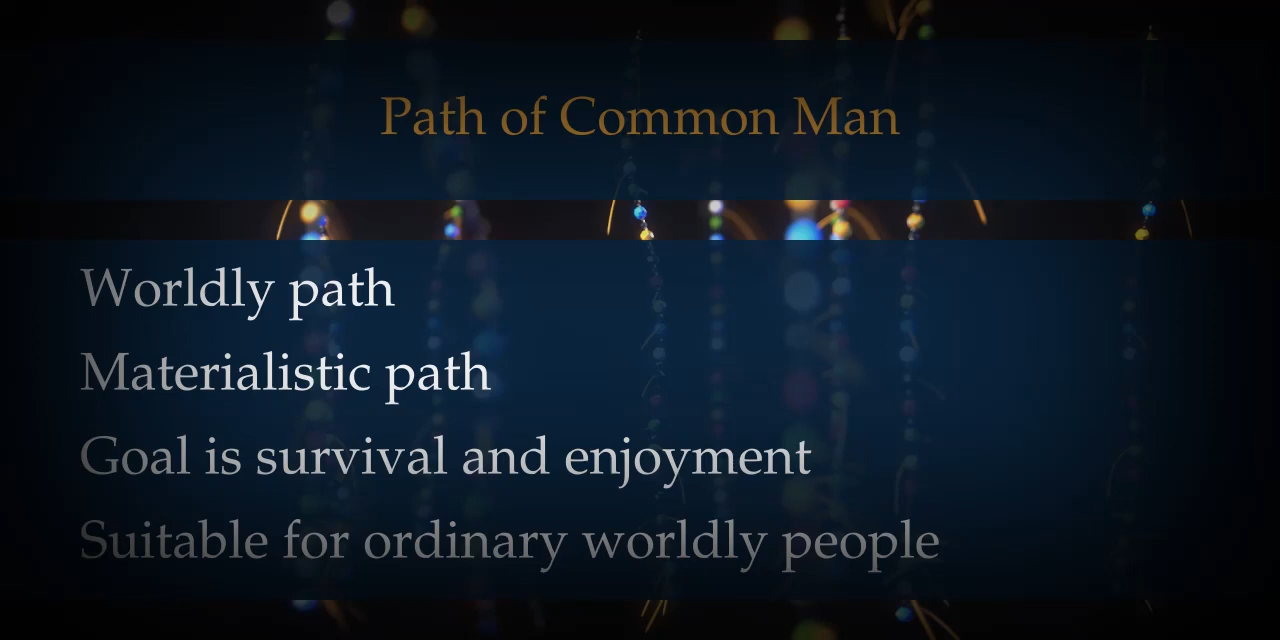 Path of Common Man
Worldly path
Materialistic path
Goal is survival and enjoyment
Suitable for ordinary worldly people